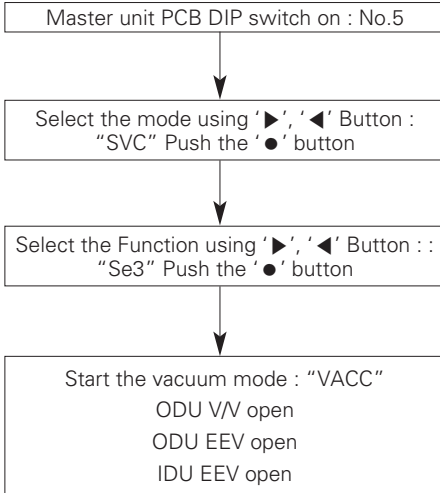 Master unit PCB DIP switch on : No.5
Select the mode using ‘▶’, ‘◀’ Button :
“SVC” Push the ‘●’ button
Select the Function using ‘▶’, ‘◀’ Button : :
“Se3” Push the ‘●’ button
Start the vacuum mode : “VACC”
ODU V/V open
ODU EEV open
IDU EEV open